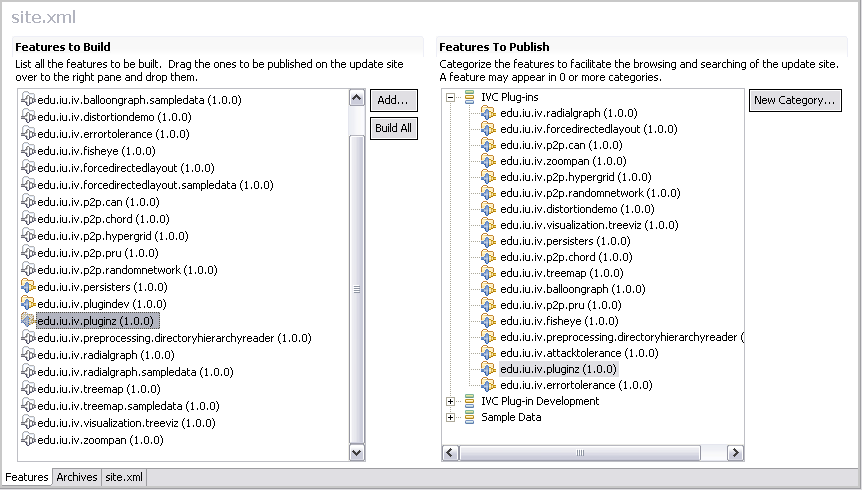 site.xml
Features to Build
List all the features to be built. Drag the ones to be published on the update site
over to the right pane and drop them.
edu.iu.iv.balloongraph.sampledata (1.0.0)
edu.iu.iv.distortiondemo (1.0.0)
edu.iu.iv.errortolerance (1.0.0)
edu.iu.iv.fisheye (1.0.0)
edu.iu.iv.forcedirectedlayout (1.0.0)
edu.iu.iv.forcedirectedlayout.sampledata (1.0.0)
edu.iu.iv.p2p.can (1.0.0)
edu.iu.iv.p2p.chord (1.0.0)
edu.iu.iv.p2p.hypergrid (1.0.0)
edu.iu.iv.p2p.pru (1.0.0)
edu.iu.iv.p2p.randomnetwork (1.0.0)
edu.iu.iv.persisters (1.0.0)
edu.iu.iv.plugindev (1.0.0)
edu.iu.iv.pluginz (1.0.0)
edu.iu.iv.preprocessing.directoryhierarchyreader (1.0.0)
edu.iu.iv.radialgraph (1.0.0)
edu.iu.iv.radialgraph.sampledata (1.0.0)
edu.iu.iv.treemap (1.0.0)
edu.iu.iv.treemap.sampledata (1.0.0)
edu.iu.iv.visualization.treeviz (1.0.0)
edu.iu.iv.zoompan (1.0.0)
Add...
Build All
Features To Publish
Categorize the features to facilitate the browsing and searching of the update site.
A feature may appear in 0 or more categories.
IVC Plug-ins
edu.iu.iv.radialgraph (1.0.0)
edu.iu.iv.forcedirectedlayout (1.0.0)
edu.iu.iv.p2p.can (1.0.0)
edu.iu.iv.zoompan (1.0.0)
edu.iu.iv.p2p.hypergrid (1.0.0)
edu.iu.iv.p2p.randomnetwork (1.0.0)
edu.iu.iv.distortiondemo (1.0.0)
edu.iu.iv.visualization.treeviz (1.0.0)
edu.iu.iv.persisters (1.0.0)
edu.iu.iv.p2p.chord (1.0.0)
edu.iu.iv.treemap (1.0.0)
edu.iu.iv.balloongraph (1.0.0)
edu.iu.iv.p2p.pru (1.0.0)
edu.iu.iv.fisheye (1.0.0)
edu.iu.iv.preprocessing.directoryhierarchyreader (
edu.iu.iv.attacktolerance (1.0.0)
edu.iu.iv.pluginz (1.0.0)
edu.iu.iv.errortolerance (1.0.0)
IVC Plug-in Development
Sample Data
New Category...
Features Archives site.xml